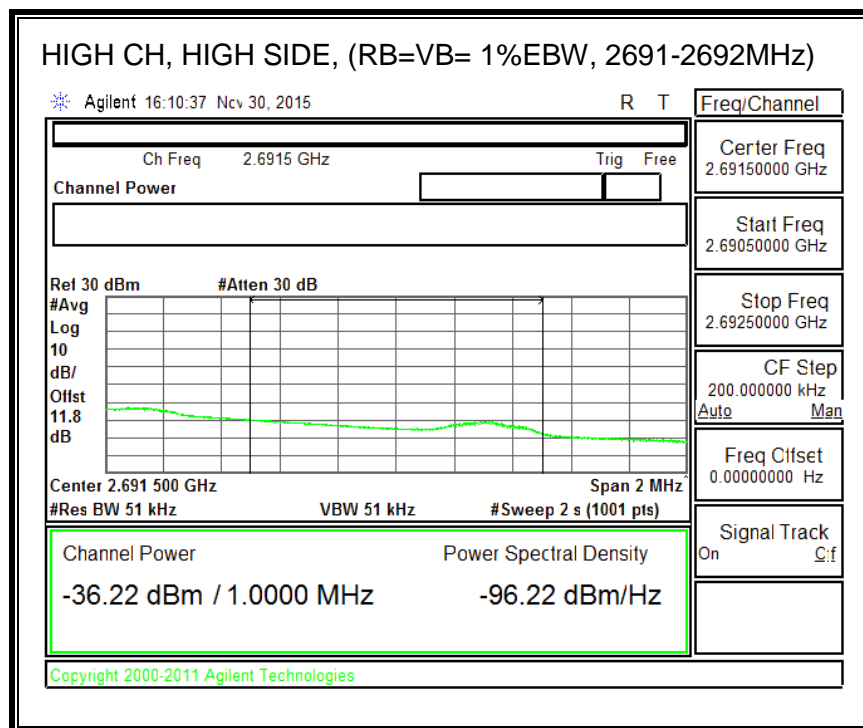 HIGH CH, HIGH SIDE, (RB=VB= 1%EBW, 2691-2692MHz)
Agilent 16:10:37 Nov 30, 2015 R T
Freq/Channel
Ch Freq 2.6915 GHz Trig Free
Channel Power
Center Freq
2.69150000 GHz
Start Freq
2.69050000 GHz
Stop Freq
2.69250000 GHz
CF Step
200.000000 kHz
Auto Man
Freq Offset
0.00000000 Hz
Signal Track
On Off
Ref 30 dBm #Atten 30 dB
#Avg
Log
10
dB/
Offst
11.8
dB
Center 2.691 500 GHz Span 2 MHz
#Res BW 51 kHz VBW 51 kHz #Sweep 2 s (1001 pts)
Channel Power Power Spectral Density
-36.22 dBm / 1.0000 MHz -96.22 dBm/Hz
Copyright 2000-2011 Agilent Technologies